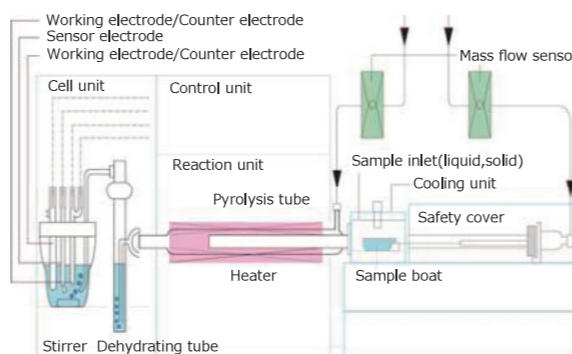 Working electrode/Counter electrode
Sensor electrode
Working electrode/Counter electrode
Mass flow senso
Cell unit
Control unit
Reaction unit
Sample inlet(liquid,solid)
Cooling unit
Pyrolysis tube
Safety cover
Heater
Sample boat
Stirrer Dehydrating tube